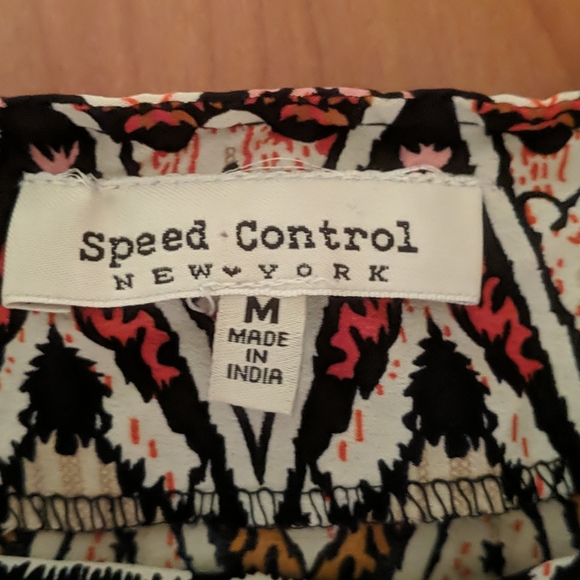 Speed Control
NEW YORK
M
MADE
IN
INDIA